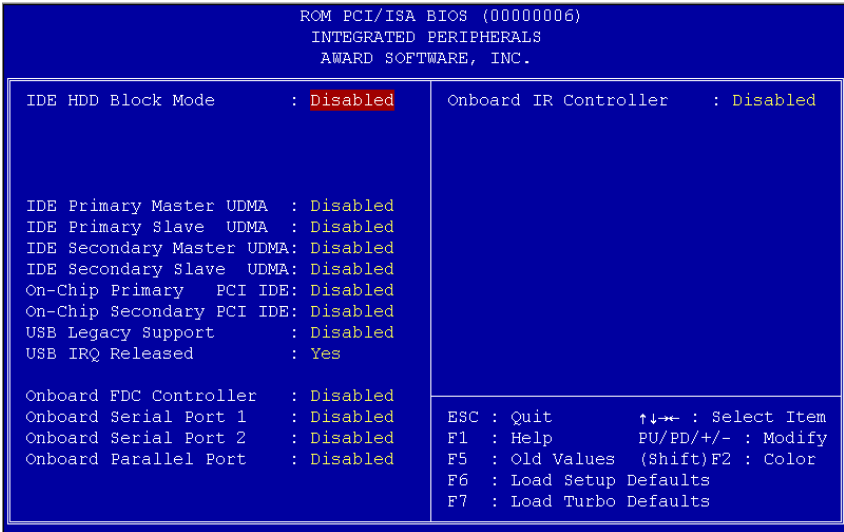 ROM PCI/ISA BIOS (00000006)
INTEGRATED PERIPHERALS
AWARD SOFTWARE, INC.
IDE HDD Block Mode : Disabled
IDE Primary Master UDMA : Disabled
IDE Primary Slave UDMA : Disabled
IDE Secondary Master UDMA: Disabled
IDE Secondary Slave UDMA: Disabled
On-Chip Primary PCI IDE: Disabled
On-Chip Secondary PCI IDE: Disabled
USB Legacy Support : Disabled
USB IRQ Released : Yes
Onboard FDC Controller : Disabled
Onboard Serial Port 1 : Disabled
Onboard Serial Port 2 : Disabled
Onboard Parallel Port : Disabled
Onboard IR Controller : Disabled
ESC : Quit ↑↓→← : Select Item
F1 : Help PU/PD/+/- : Modify
F5 : Old Values (Shift)F2 : Color
F6 : Load Setup Defaults
F7 : Load Turbo Defaults